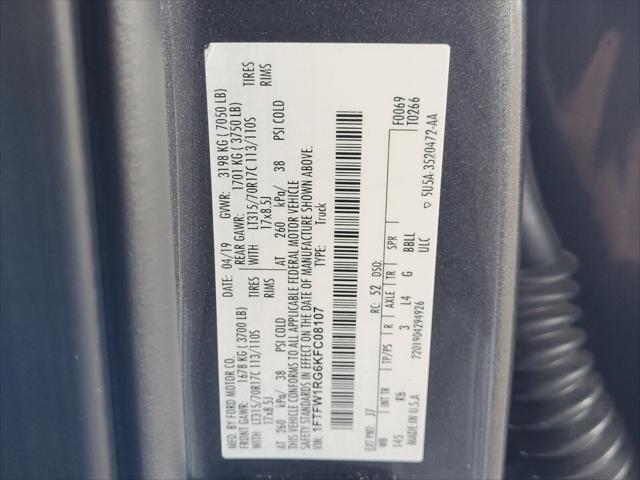 MFD. BY FORD MOTOR CO.
DATE: 04/19 GVWR: 3198 KG ( 7050 LB)
FRONT GAWR: 1678 KG ( 3700 LB) REAR GAWR: 1701 KG ( 3750 LB)
WITH LT315/70R17C 113/110S TIRES WITH LT315/70R17C 113/110S TIRES
17x8.5J RIMS 17x8.5J RIMS
AT 260 kPa/ 38 PSI COLD AT 260 kPa/ 38 PSI COLD
THIS VEHICLE CONFORMS TO ALL APPLICABLE FEDERAL MOTOR VEHICLE
SAFETY STANDARDS IN EFFECT ON THE DATE OF MANUFACTURE SHOWN ABOVE.
VIN: 1FTFW1RG6KFC08107 Truck
F0069
T0266
EXT PNT: J7 RC: 52 DSO:
WB INT TR TP/PS R AXLE TR SPR
145 RB 3 L4 G BBLL
MADE IN U.S.A 2201904294926 ULC
5U5A-3520472-AA